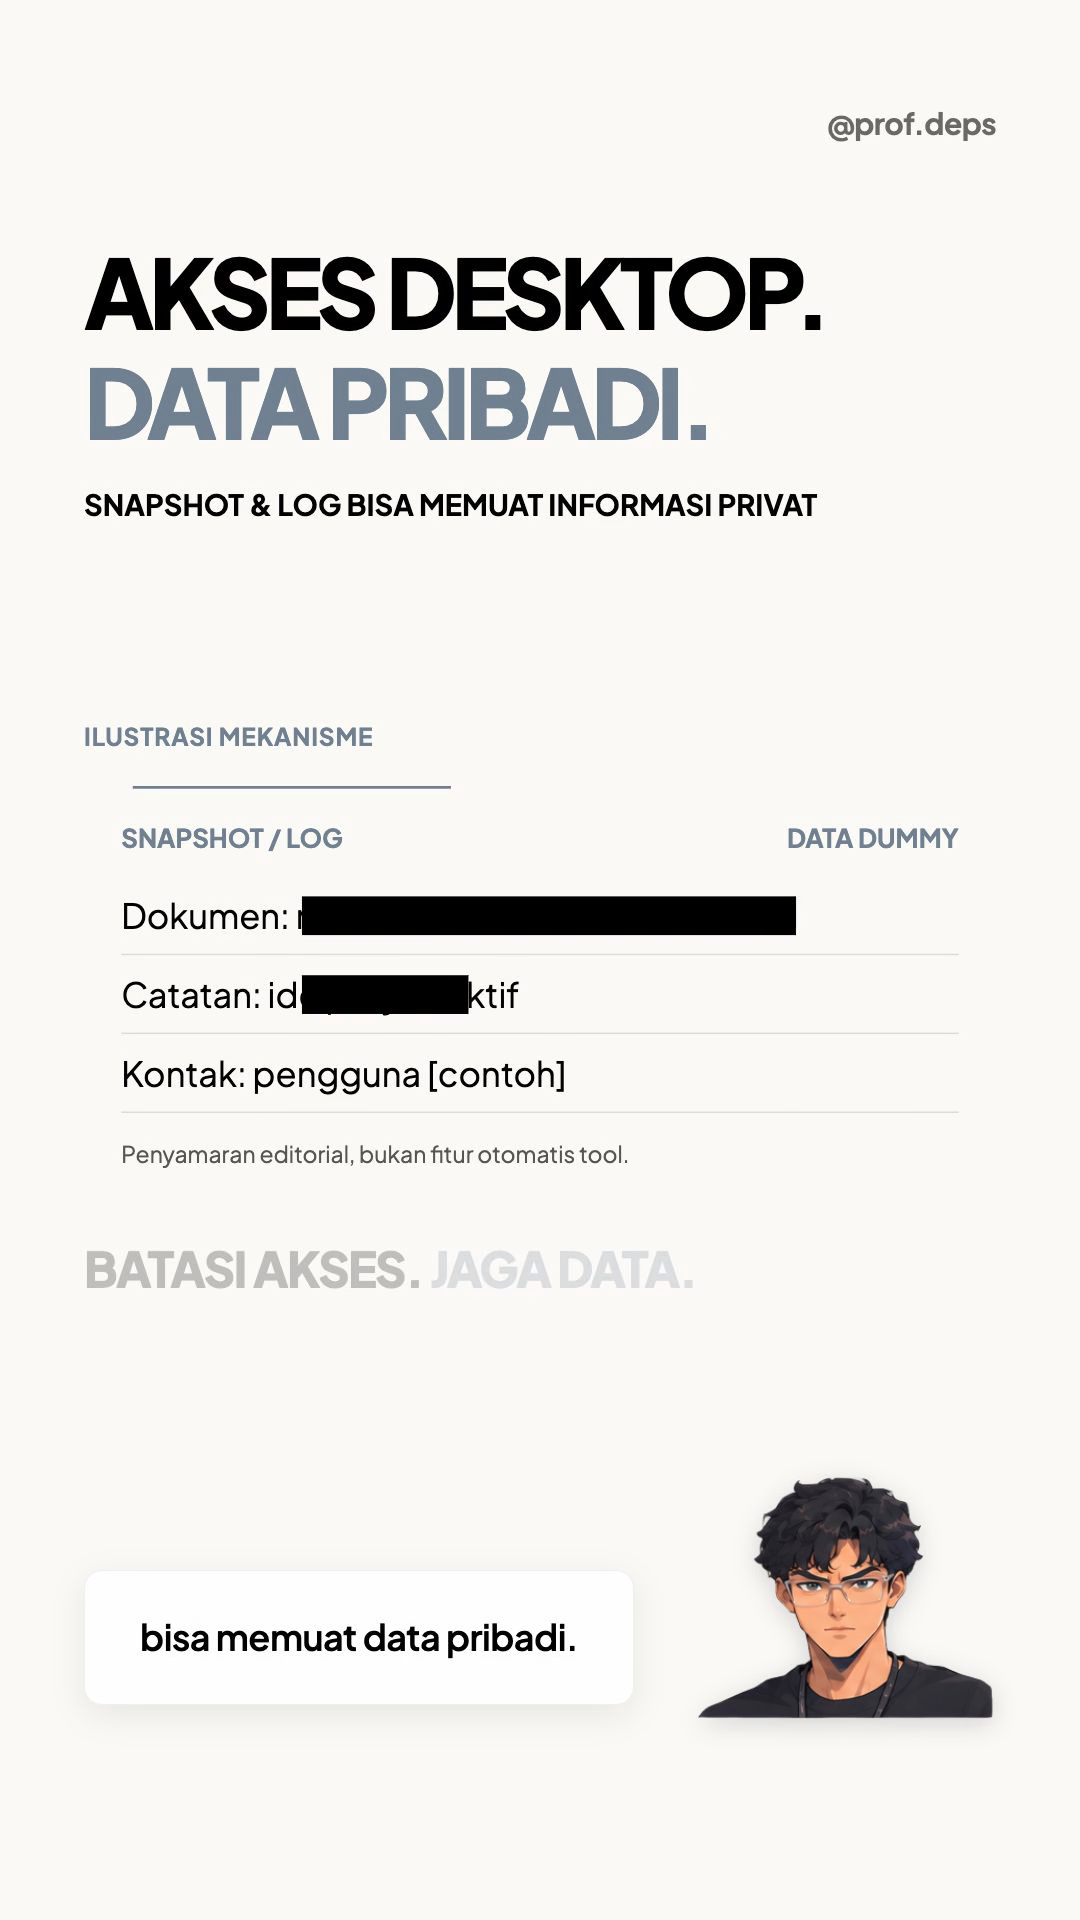 @prof.deps
AKSES DESKTOP.
DATA PRIBADI.
SNAPSHOT & LOG BISA MEMUAT INFORMASI PRIVAT
ILUSTRASI MEKANISME
SNAPSHOT / LOG
DATA DUMMY
Dokumen:
Catatan:
Kontak: pengguna [contoh]
Penyamaran editorial, bukan fitur otomatis tool.
BATASI AKSES. JAGA DATA.
bisa memuat data pribadi.